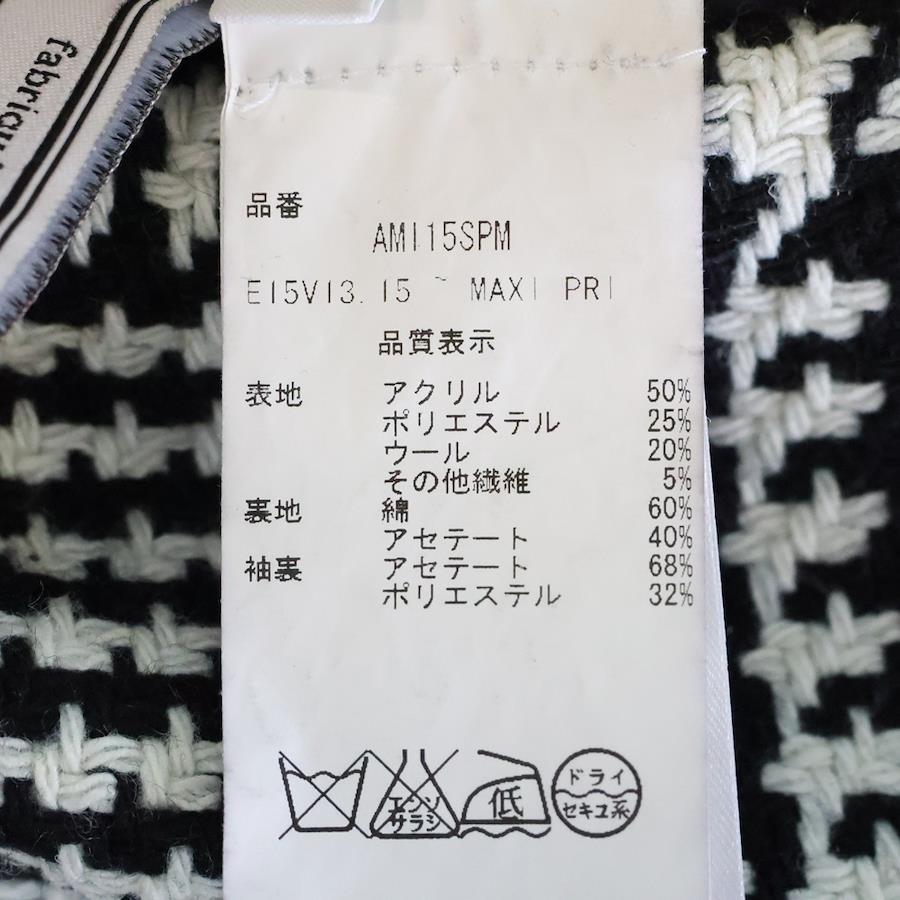 fabriqu
品番
AMI15SPM
E15V13.15 ~ MAXI PRI
品質表示
表地 アクリル 50%
ポリエステル 25%
ウール 20%
その他繊維 5%
裏地 綿 60%
アセテート 40%
袖裏 アセテート 68%
ポリエステル 32%
エンソ
サラシ
低
ドライ
セキユ系